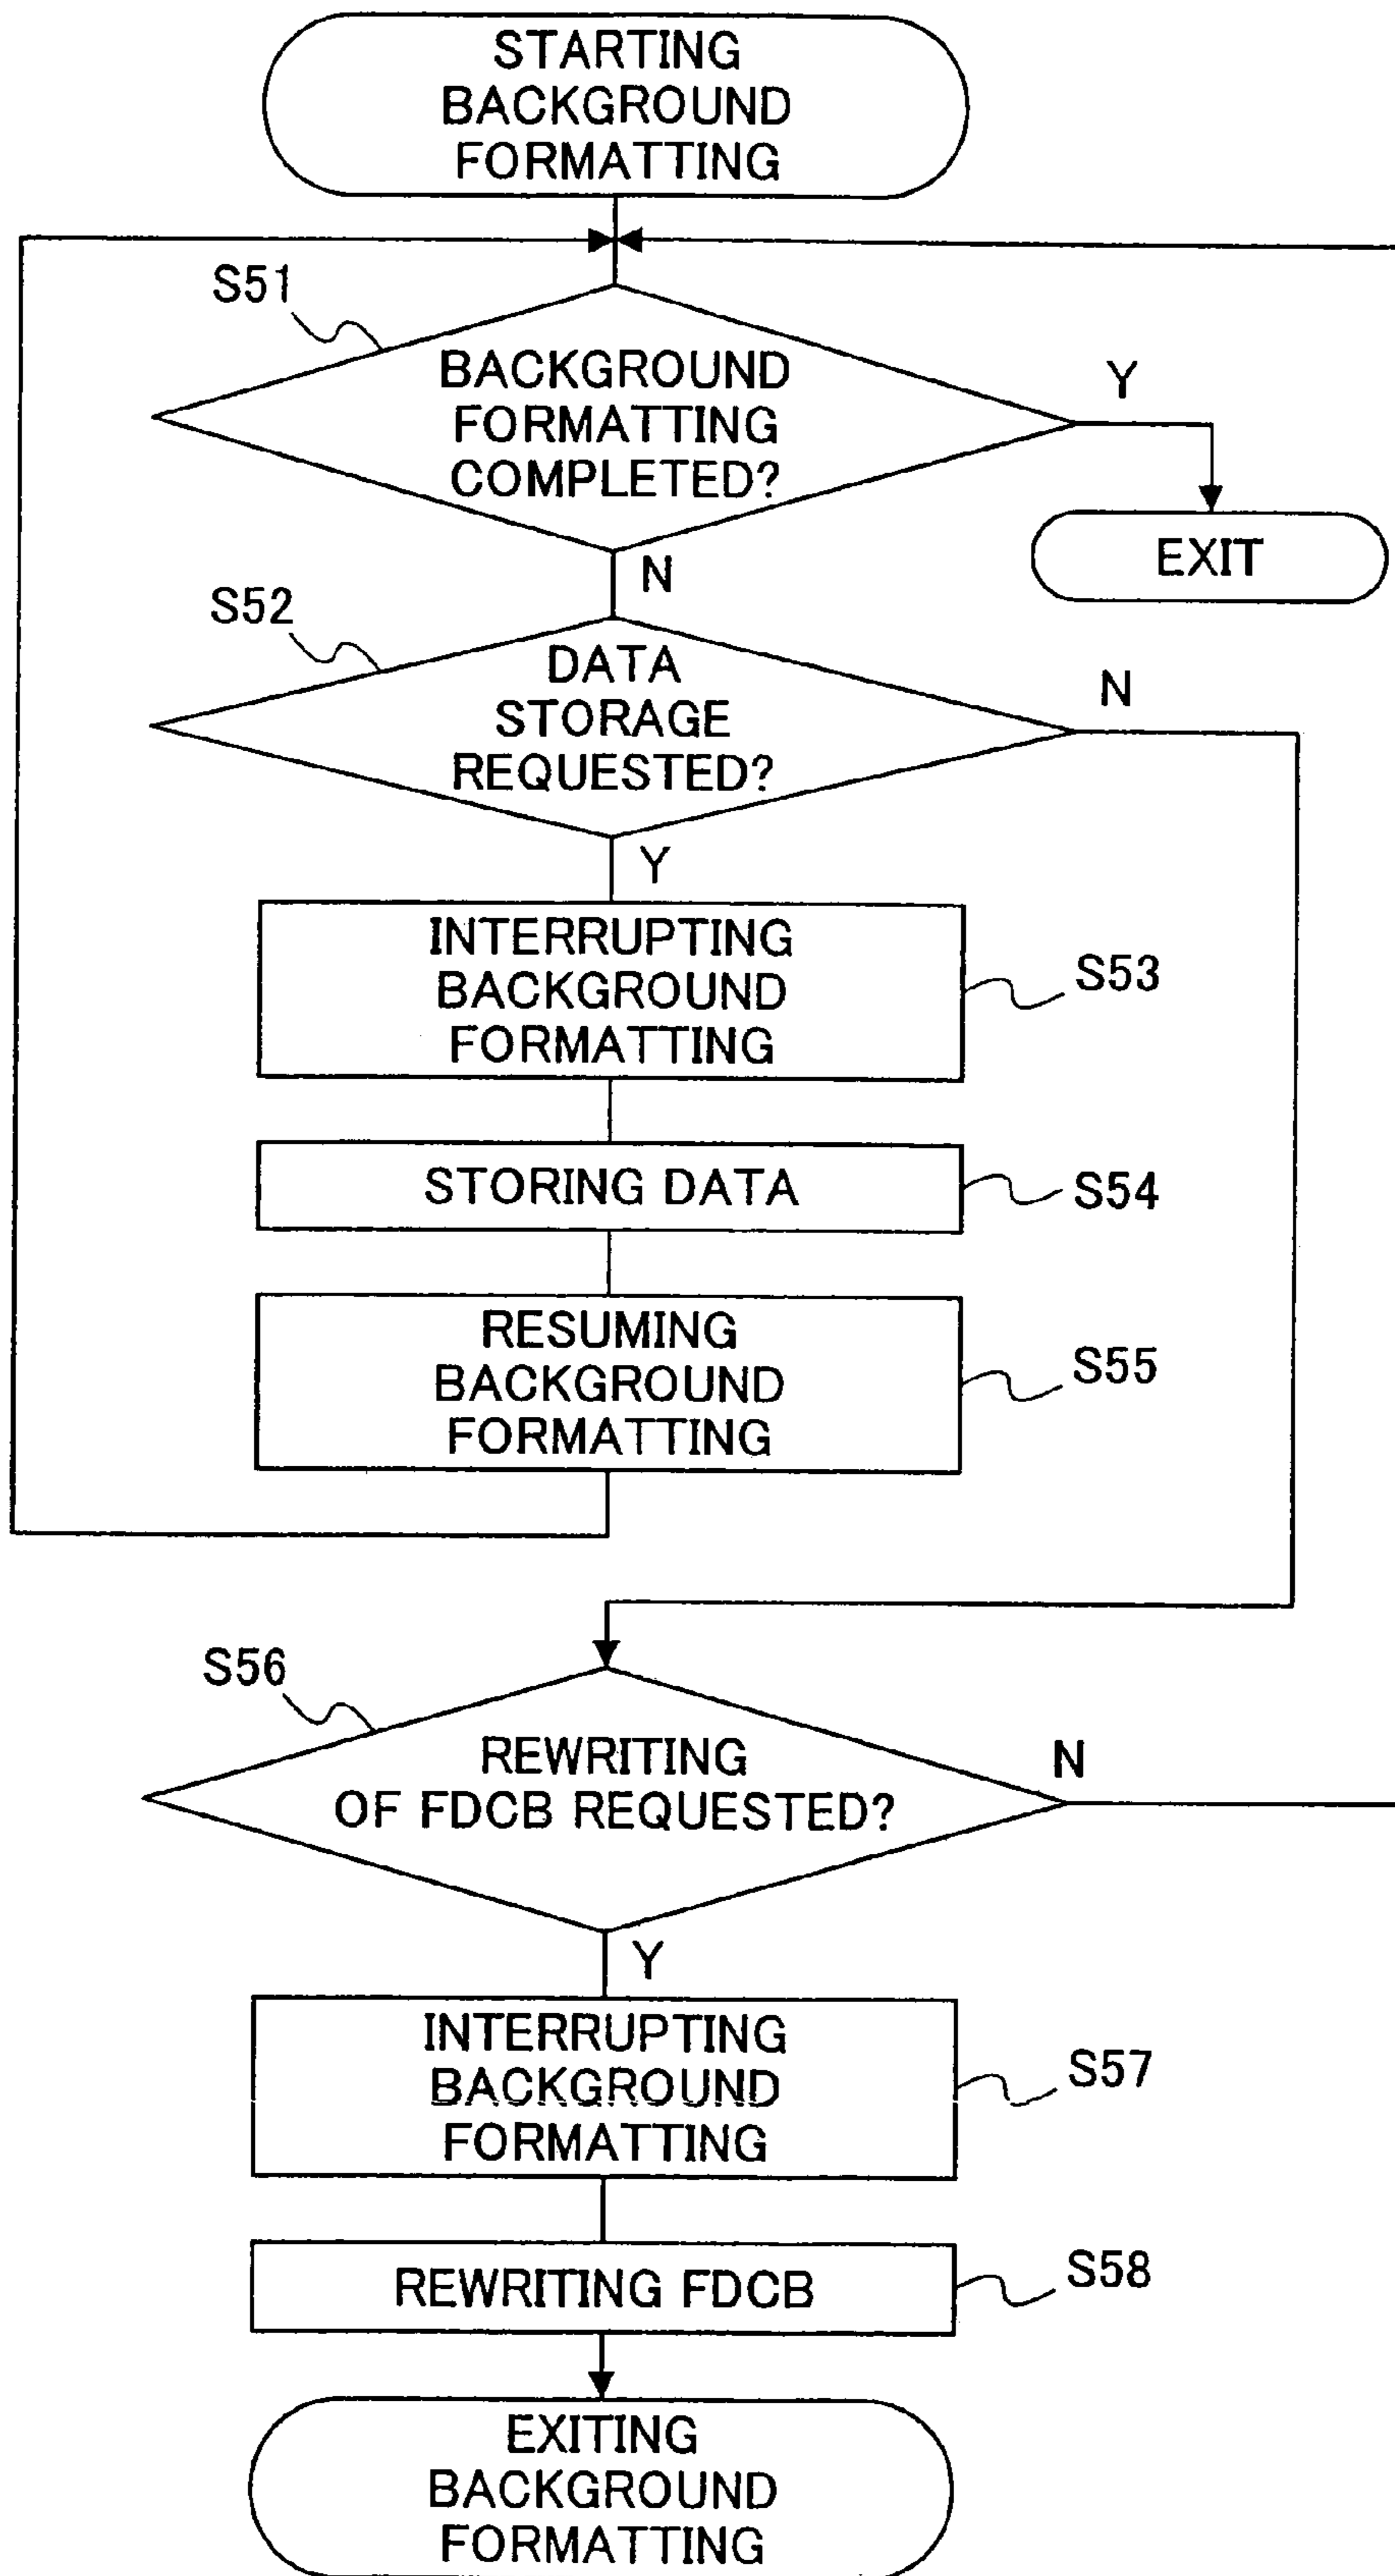 STARTING
BACKGROUND
FORMATTING
S51
BACKGROUND
FORMATTING
COMPLETED?
Y
EXIT
N
S52
DATA
STORAGE
REQUESTED?
N
Y
INTERRUPTING
BACKGROUND
FORMATTING
S53
STORING DATA
S54
RESUMING
BACKGROUND
FORMATTING
S55
S56
REWRITING
OF FDCB REQUESTED?
N
Y
INTERRUPTING
BACKGROUND
FORMATTING
S57
REWRITING FDCB
S58
EXITING
BACKGROUND
FORMATTING